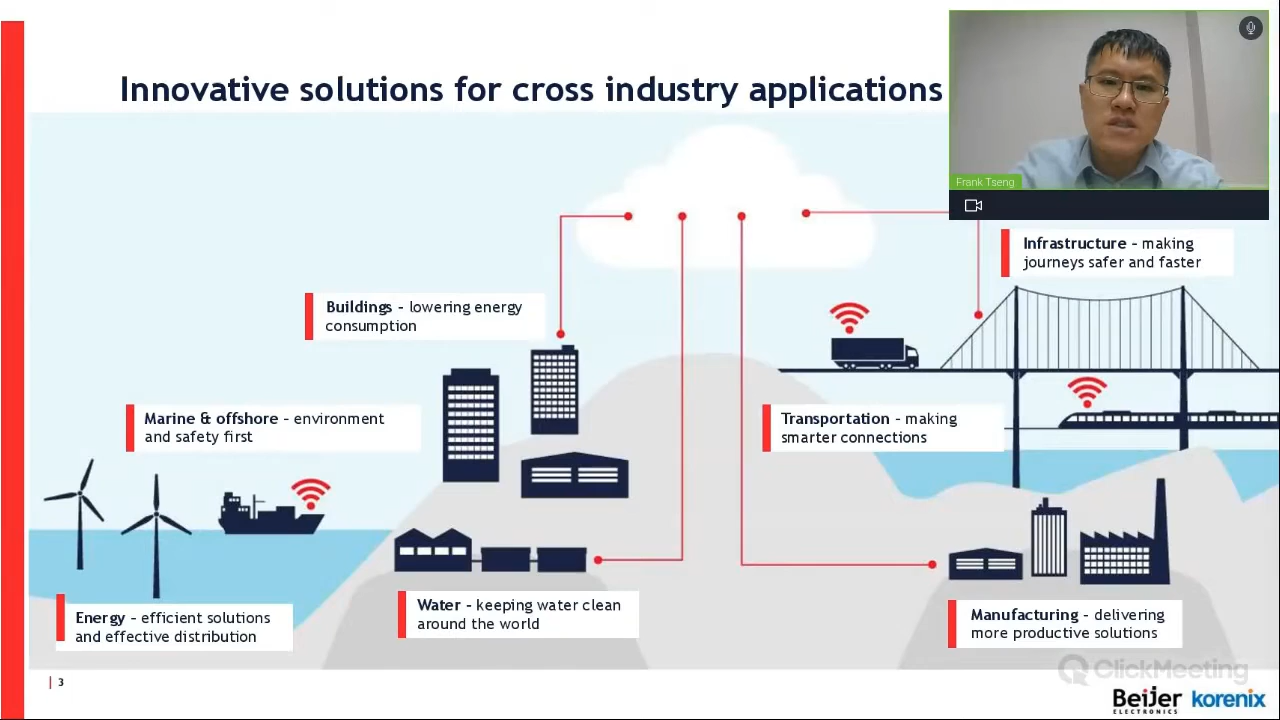 Innovative solutions for cross industry applications
Frank Tseng
Infrastructure - making
journeys safer and faster
Buildings - lowering energy
consumption
Marine & offshore - environment
and safety first
Transportation - making
smarter connections
Energy - efficient solutions
and effective distribution
Water - keeping water clean
around the world
Manufacturing - delivering
more productive solutions
3
ClickMeeting
Beijer
ELECTRONICS
korenix